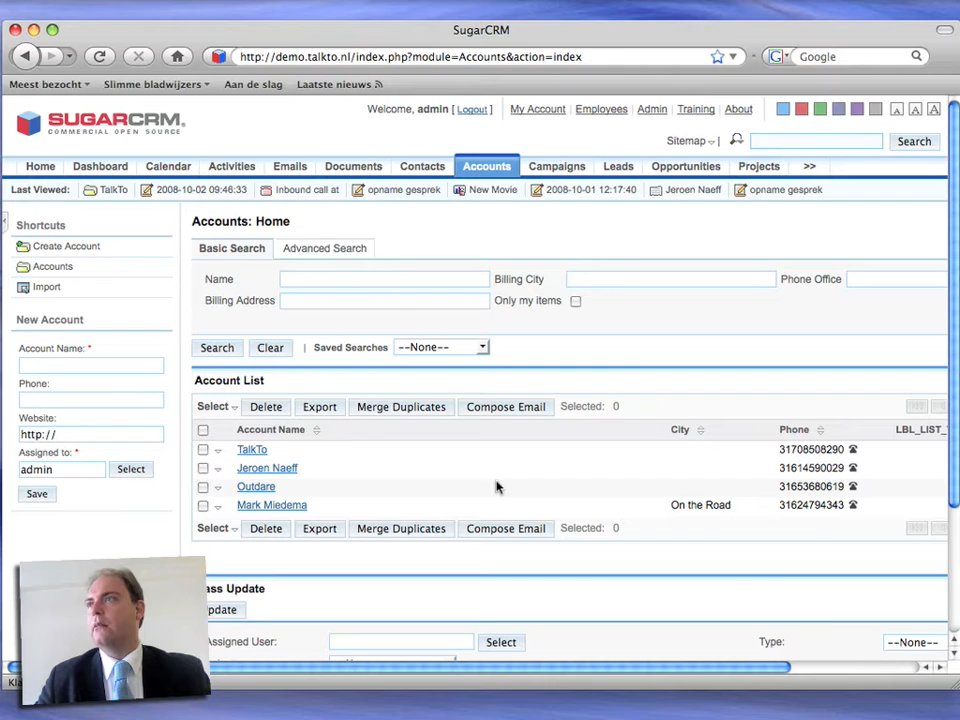 SugarCRM
http://demo.talkto.nl/index.php?module=Accounts&action=index
Google
Meest bezocht Slimme bladwijzers Aan de slag Laatste nieuws
SUGARCRM.
COMMERCIAL OPEN SOURCE
Welcome, admin [ Logout ] My Account Employees Admin Training About A A A
Sitemap Search
Home Dashboard Calendar Activities Emails Documents Contacts Accounts Campaigns Leads Opportunities Projects >>
Last Viewed: TalkTo 2008-10-02 09:46:33 Inbound call at opname gesprek New Movie 2008-10-01 12:17:40 Jeroen Naeff opname gesprek
Shortcuts
Create Account
Accounts
Import
New Account
Account Name: *
Phone:
Website:
http://
Assigned to: *
admin Select
Save
Accounts: Home
Basic Search Advanced Search
Name Billing City Phone Office
Billing Address Only my items
Search Clear | Saved Searches --None--
Account List
Select Delete Export Merge Duplicates Compose Email Selected: 0
Account Name City Phone LBL_LIST_
TalkTo 31708508290
Jeroen Naeff 31614590029
Outdare 31653680619
Mark Miedema On the Road 31624794343
Select Delete Export Merge Duplicates Compose Email Selected: 0
ass Update
Update
Assigned User: Select Type: --None--